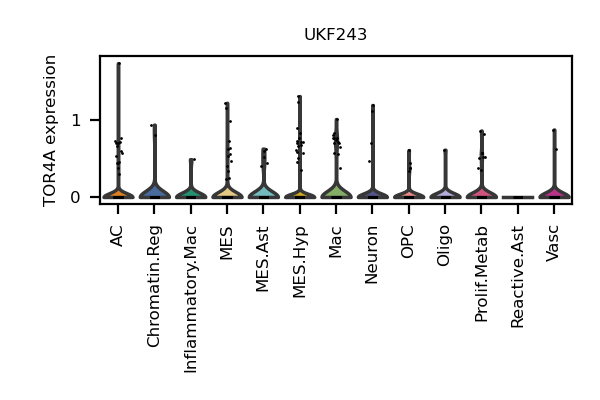 UKF243
TOR4A expression
1
0
AC
Chromatin.Reg
Inflammatory.Mac
MES
MES.Ast
MES.Hyp
Mac
Neuron
OPC
Oligo
Prolif.Metab
Reactive.Ast
Vasc